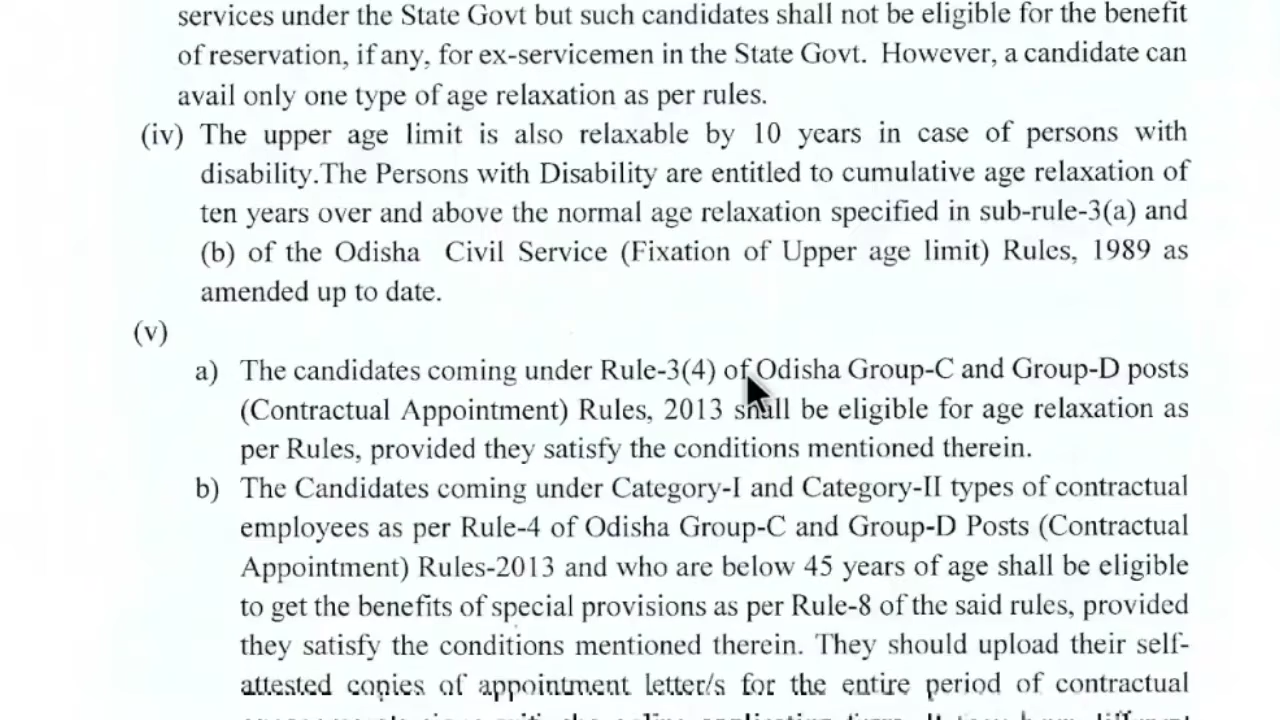 services under the State Govt but such candidates shall not be eligible for the benefit
of reservation, if any, for ex-servicemen in the State Govt. However, a candidate can
avail only one type of age relaxation as per rules.
(iv) The upper age limit is also relaxable by 10 years in case of persons with
disability.The Persons with Disability are entitled to cumulative age relaxation of
ten years over and above the normal age relaxation specified in sub-rule-3(a) and
(b) of the Odisha Civil Service (Fixation of Upper age limit) Rules, 1989 as
amended up to date.
(v)
a) The candidates coming under Rule-3(4) of Odisha Group-C and Group-D posts
(Contractual Appointment) Rules, 2013 shall be eligible for age relaxation as
per Rules, provided they satisfy the conditions mentioned therein.
b) The Candidates coming under Category-I and Category-II types of contractual
employees as per Rule-4 of Odisha Group-C and Group-D Posts (Contractual
Appointment) Rules-2013 and who are below 45 years of age shall be eligible
to get the benefits of special provisions as per Rule-8 of the said rules, provided
they satisfy the conditions mentioned therein. They should upload their self-
attested copies of appointment letter/s for the entire period of contractual